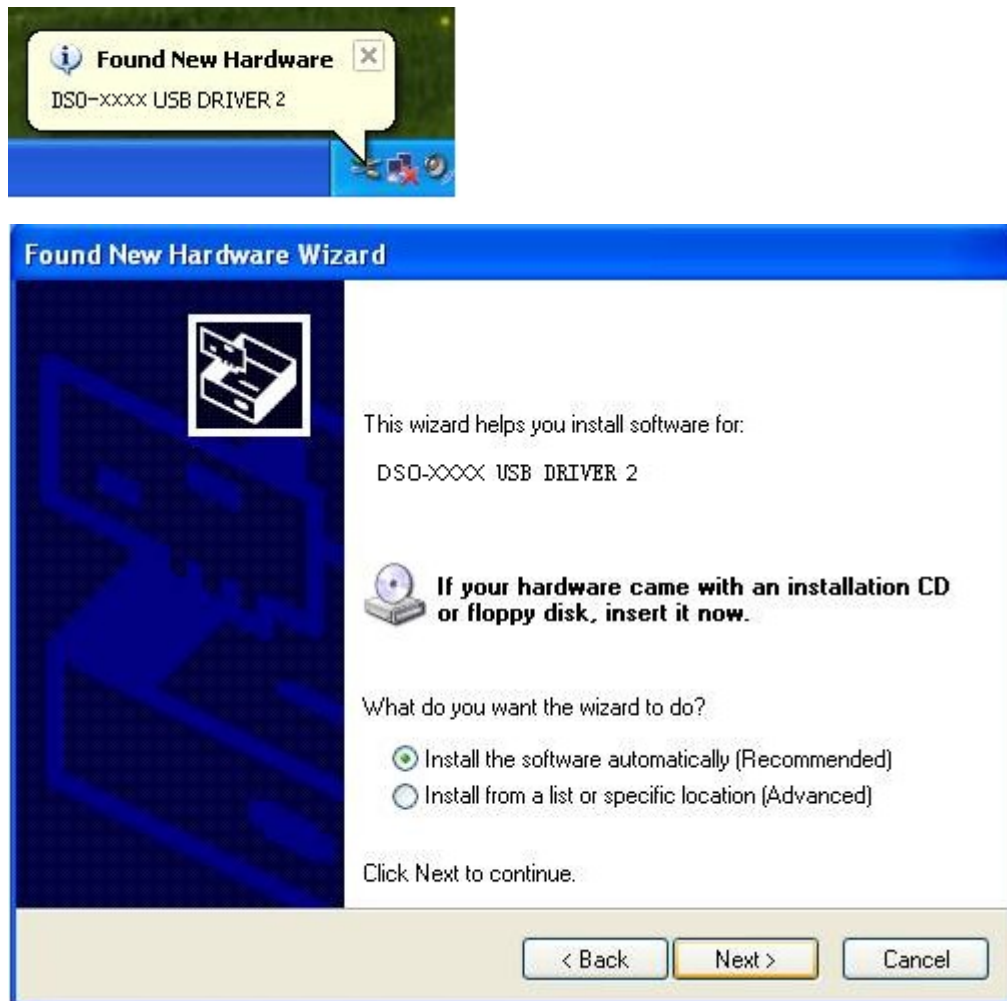 Found New Hardware
DSO-xxxx USB DRIVER 2
Found New Hardware Wizard
This wizard helps you install software for:
DSO-XXXX USB DRIVER 2
If your hardware came with an installation CD
or floppy disk, insert it now.
What do you want the wizard to do?
Install the software automatically (Recommended)
Install from a list or specific location (Advanced)
Click Next to continue.
< Back
Next >
Cancel